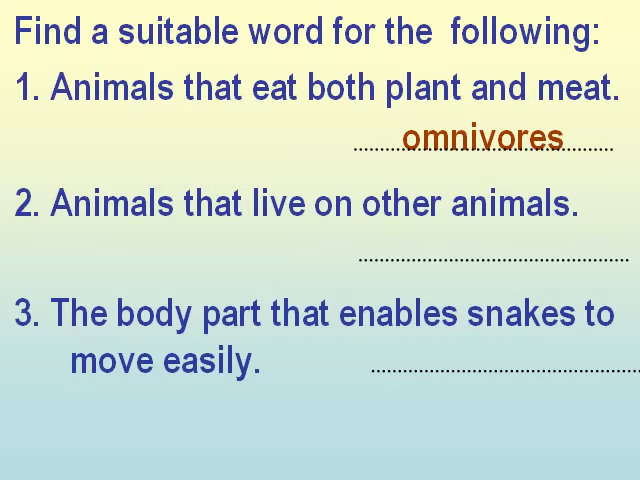 Find a suitable word for the following:
1. Animals that eat both plant and meat.
omnivores
2. Animals that live on other animals.
3. The body part that enables snakes to
move easily.